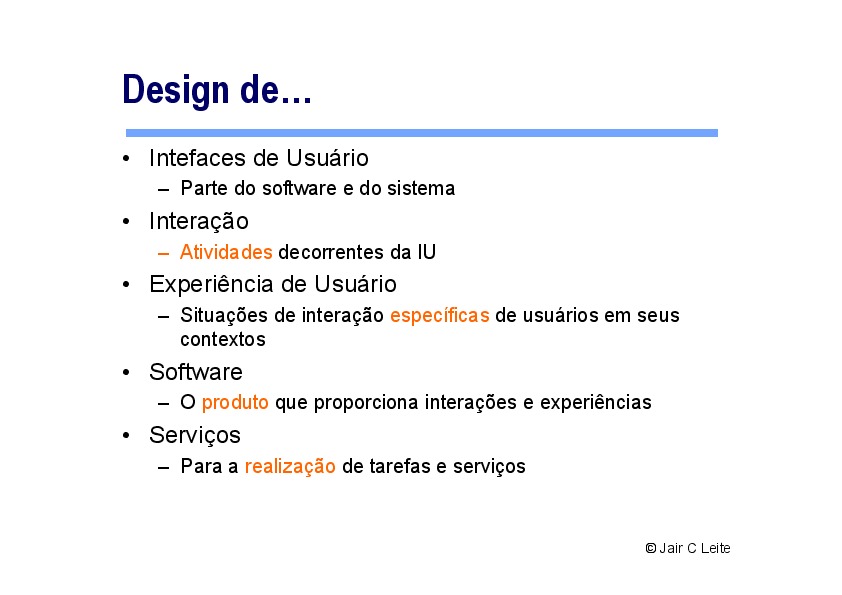 Design de…
• Intefaces de Usuário
– Parte do software e do sistema
• Interação
– Atividades decorrentes da IU
• Experiência de Usuário
– Situações de interação específicas de usuários em seus
contextos
• Software
– O produto que proporciona interações e experiências
• Serviços
– Para a realização de tarefas e serviços
© Jair C Leite